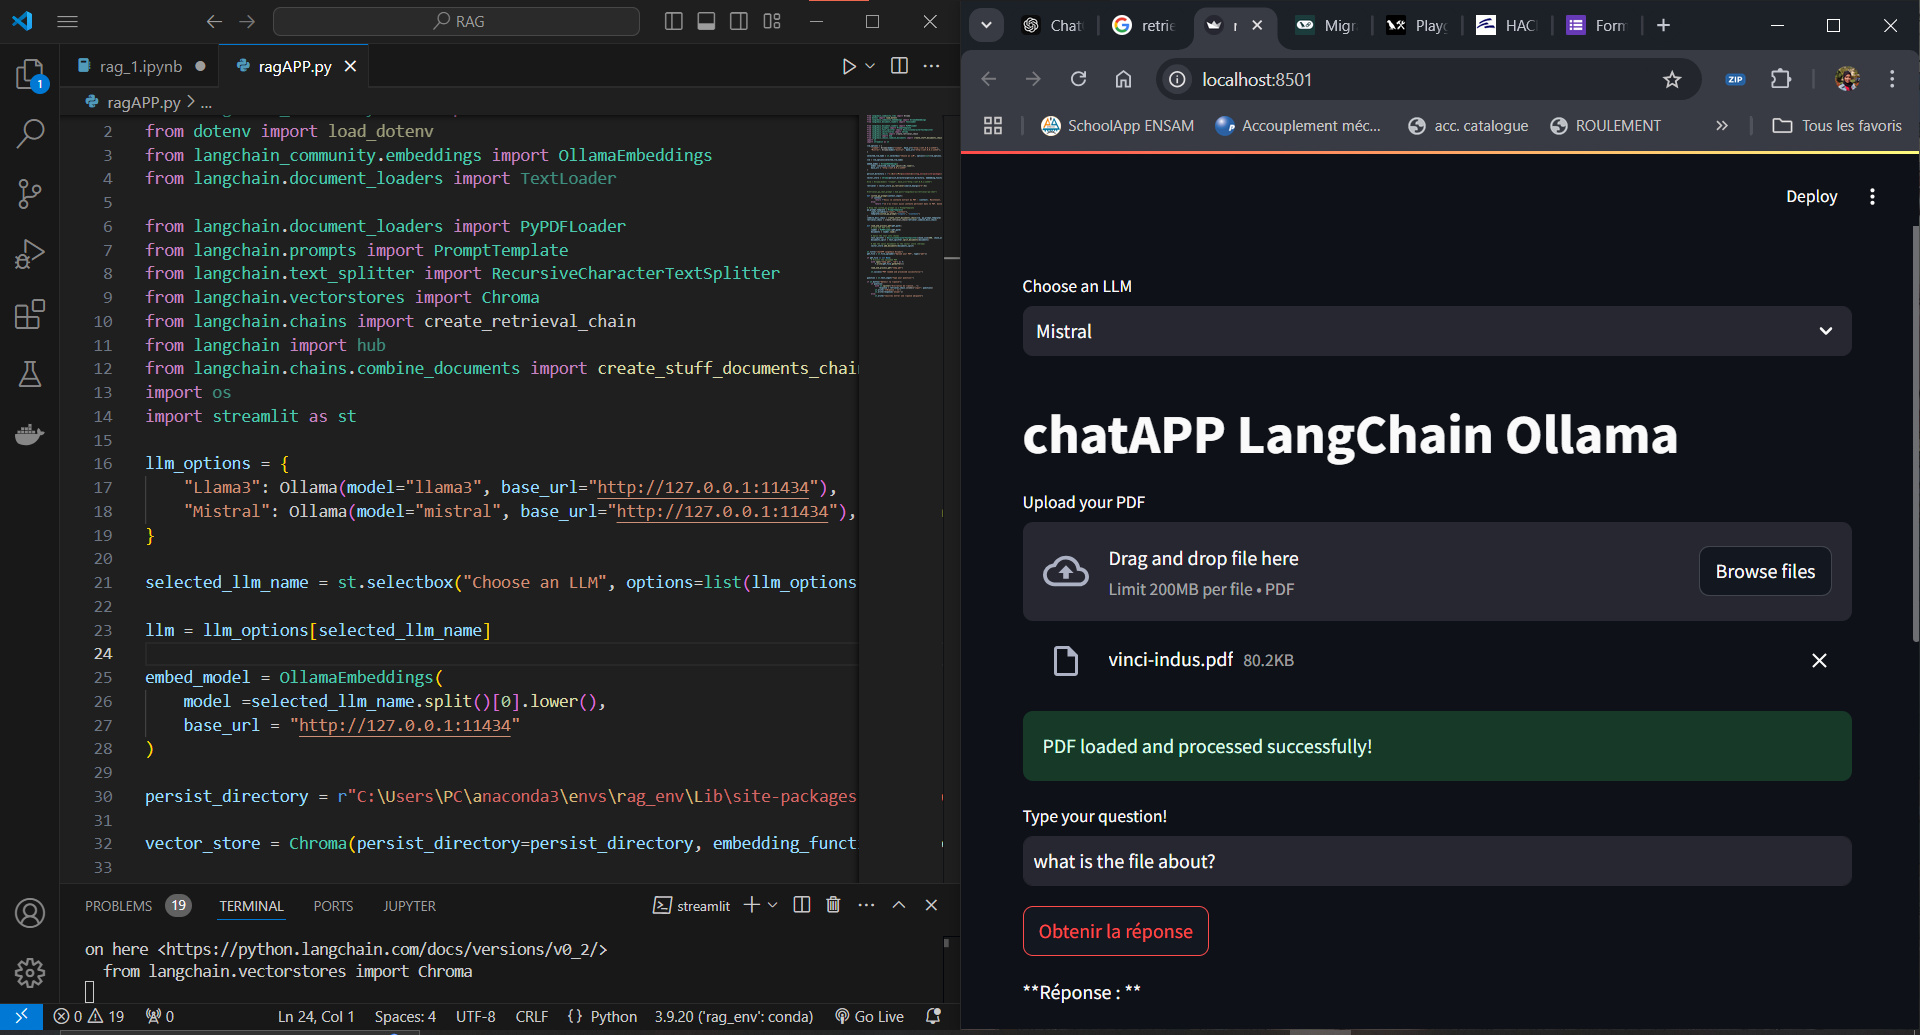 RAG
rag_1.ipynb
ragAPP.py
ragAPP.py > ...
2 from dotenv import load_dotenv
3 from langchain_community.embeddings import OllamaEmbeddings
4 from langchain.document_loaders import TextLoader
5
6 from langchain.document_loaders import PyPDFLoader
7 from langchain.prompts import PromptTemplate
8 from langchain.text_splitter import RecursiveCharacterTextSplitter
9 from langchain.vectorstores import Chroma
10 from langchain.chains import create_retrieval_chain
11 from langchain import hub
12 from langchain.chains.combine_documents import create_stuff_documents_chai
13 import os
14 import streamlit as st
15
16 llm_options = {
17 "Llama3": Ollama(model="llama3", base_url="http://127.0.0.1:11434"),
18 "Mistral": Ollama(model="mistral", base_url="http://127.0.0.1:11434"),
19 }
20
21 selected_llm_name = st.selectbox("Choose an LLM", options=list(llm_options
22
23 llm = llm_options[selected_llm_name]
24
25 embed_model = OllamaEmbeddings(
26 model =selected_llm_name.split()[0].lower(),
27 base_url = "http://127.0.0.1:11434"
28 )
29
30 persist_directory = r"C:\Users\PC\anaconda3\envs\rag_env\Lib\site-packages
31
32 vector_store = Chroma(persist_directory=persist_directory, embedding_funct
33
1
PROBLEMS 19 TERMINAL PORTS JUPYTER
streamlit
on here <https://python.langchain.com/docs/versions/v0_2/>
from langchain.vectorstores import Chroma
0 19 0 Ln 24, Col 1 Spaces: 4 UTF-8 CRLF {} Python 3.9.20 ('rag_env': conda) Go Live
Chat retrie r Migr Play HAC Form
localhost:8501
ZIP
SchoolApp ENSAM Accouplement méc... acc. catalogue ROULEMENT » Tous les favoris
Deploy
Choose an LLM
Mistral
chatAPP LangChain Ollama
Upload your PDF
Drag and drop file here
Limit 200MB per file • PDF
Browse files
vinci-indus.pdf 80.2KB
PDF loaded and processed successfully!
Type your question!
what is the file about?
Obtenir la réponse
**Réponse : **